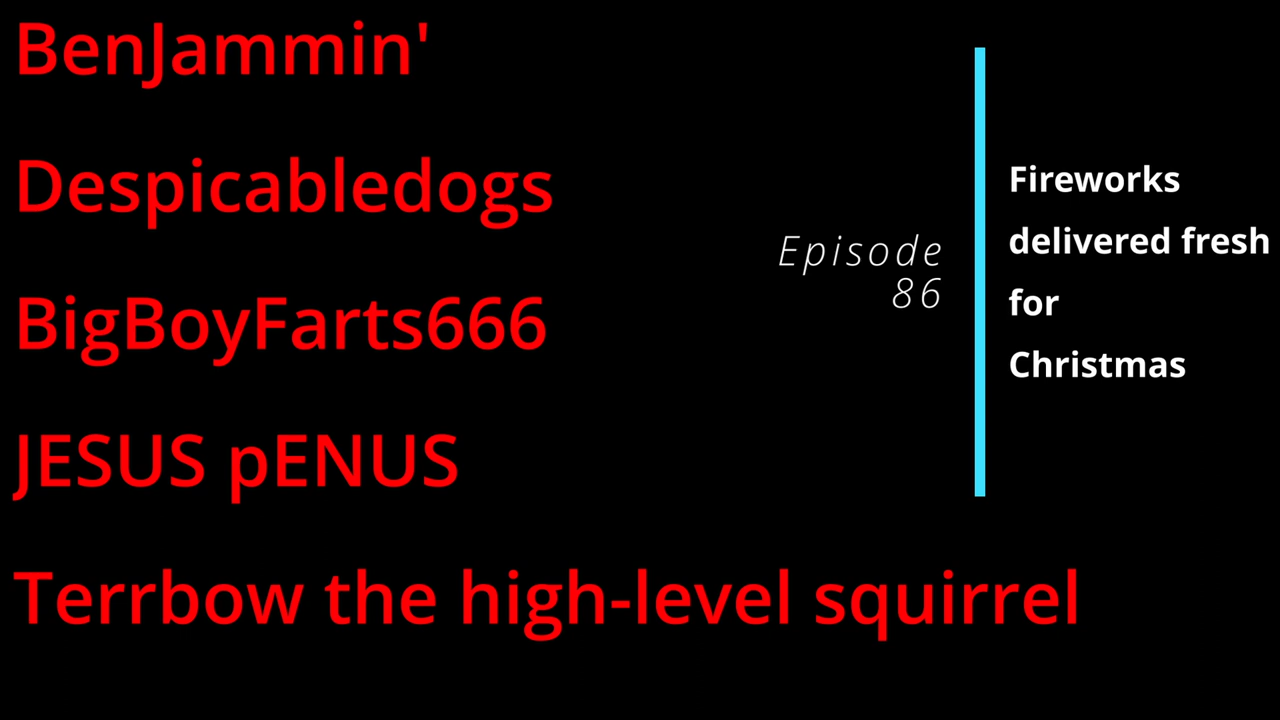 BenJammin'
Despicabledogs
BigBoyFarts666
JESUS pENUS
Terrbow the high-level squirrel
Episode
86
Fireworks
delivered fresh
for
Christmas